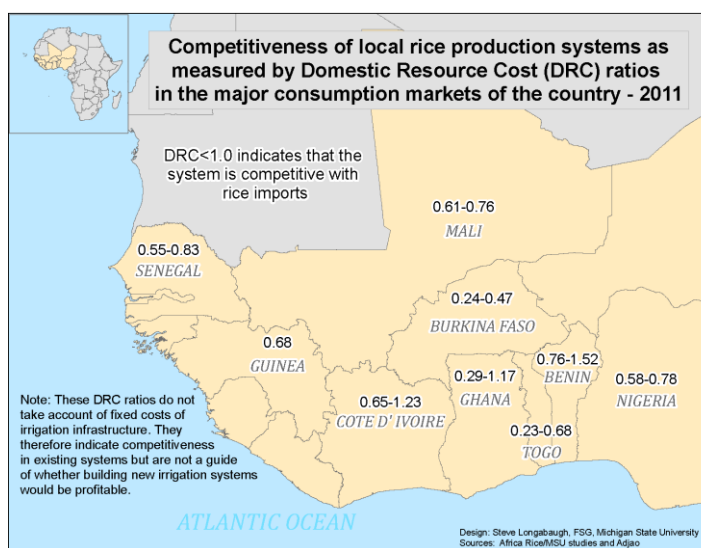 Competitiveness of local rice production systems as
measured by Domestic Resource Cost (DRC) ratios
in the major consumption markets of the country - 2011
DRC<1.0 indicates that the
system is competitive with
rice imports
0.61-0.76
MALI
0.55-0.83
SENEGAL
0.24-0.47
BURKINA FASO
0.68
GUINEA
0.76-1.52
BENIN
0.29-1.17
GHANA
0.58-0.78
NIGERIA
0.65-1.23
COTE D' IVOIRE
0.23-0.68
TOGO
Note: These DRC ratios do not
take account of fixed costs of
irrigation infrastructure. They
therefore indicate competitiveness
in existing systems but are not a guide
of whether building new irrigation systems
would be profitable.
ATLANTIC OCEAN
Design: Steve Longabaugh, FSG, Michigan State University
Sources: Africa Rice/MSU studies and Adjao